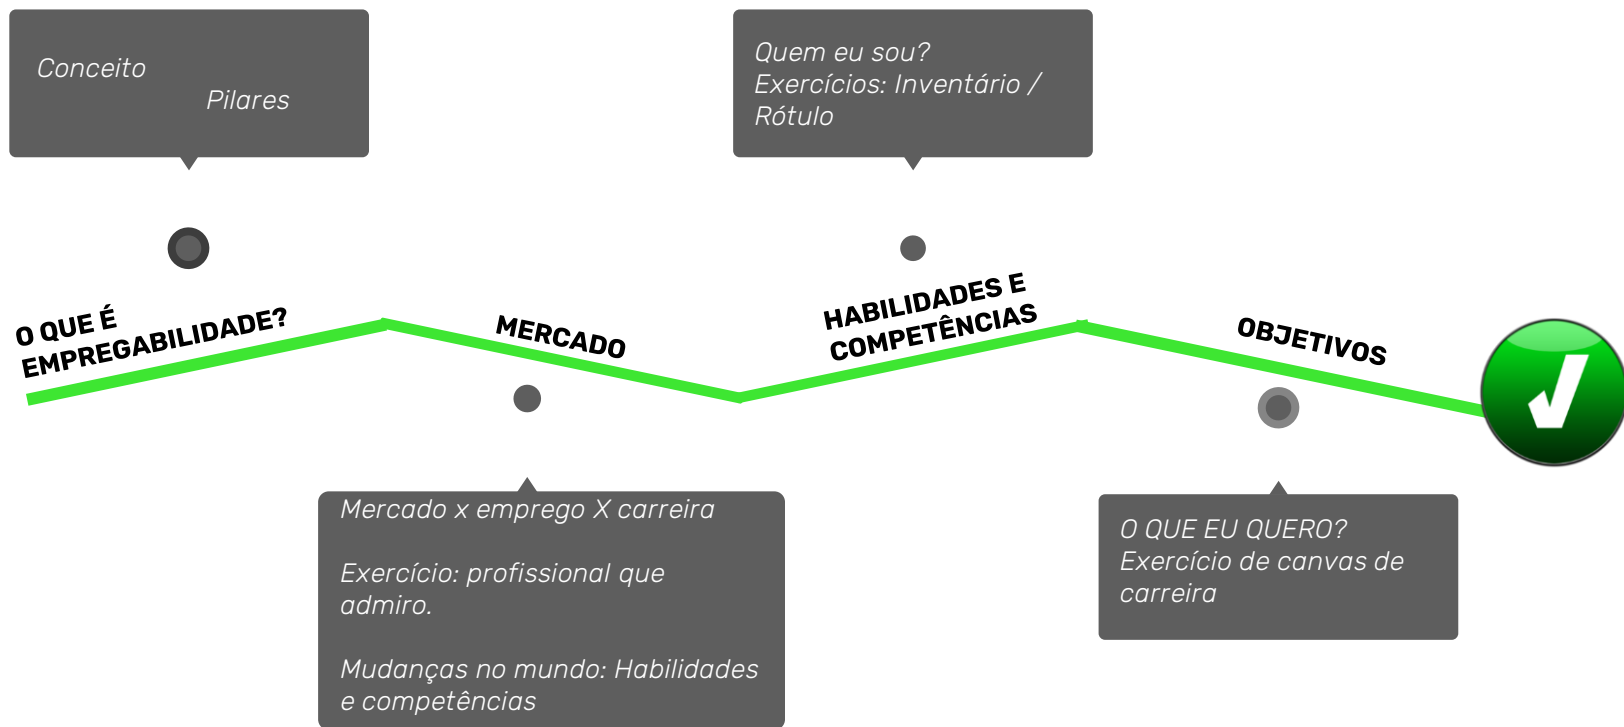 Conceito
Pilares
Quem eu sou?
Exercícios: Inventário /
Rótulo
O QUE É
EMPREGABILIDADE?
MERCADO
HABILIDADES E
COMPETÊNCIAS
OBJETIVOS
Mercado x emprego X carreira
Exercício: profissional que
admiro.
Mudanças no mundo: Habilidades
e competências
O QUE EU QUERO?
Exercício de canvas de
carreira